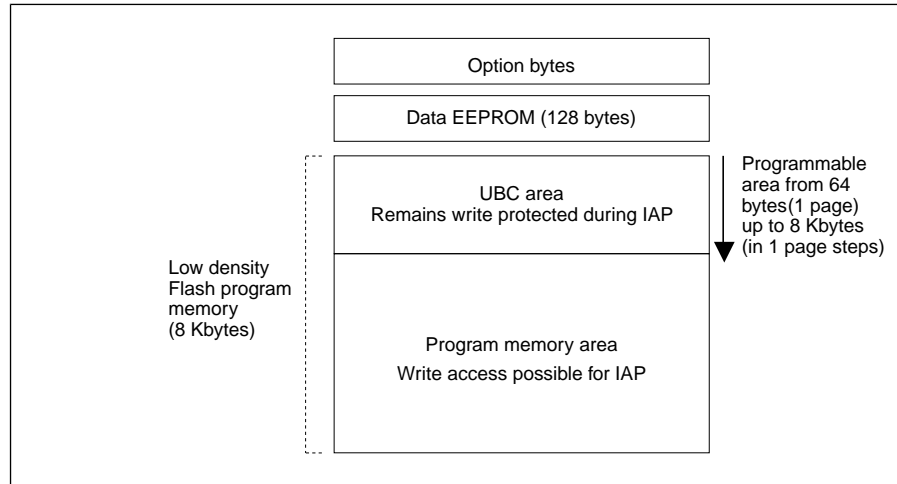 Option bytes
Data EEPROM (128 bytes)
UBC area
Remains write protected during IAP
Programmable
area from 64
bytes(1 page)
up to 8 Kbytes
(in 1 page steps)
Low density
Flash program
memory
(8 Kbytes)
Program memory area
Write access possible for IAP